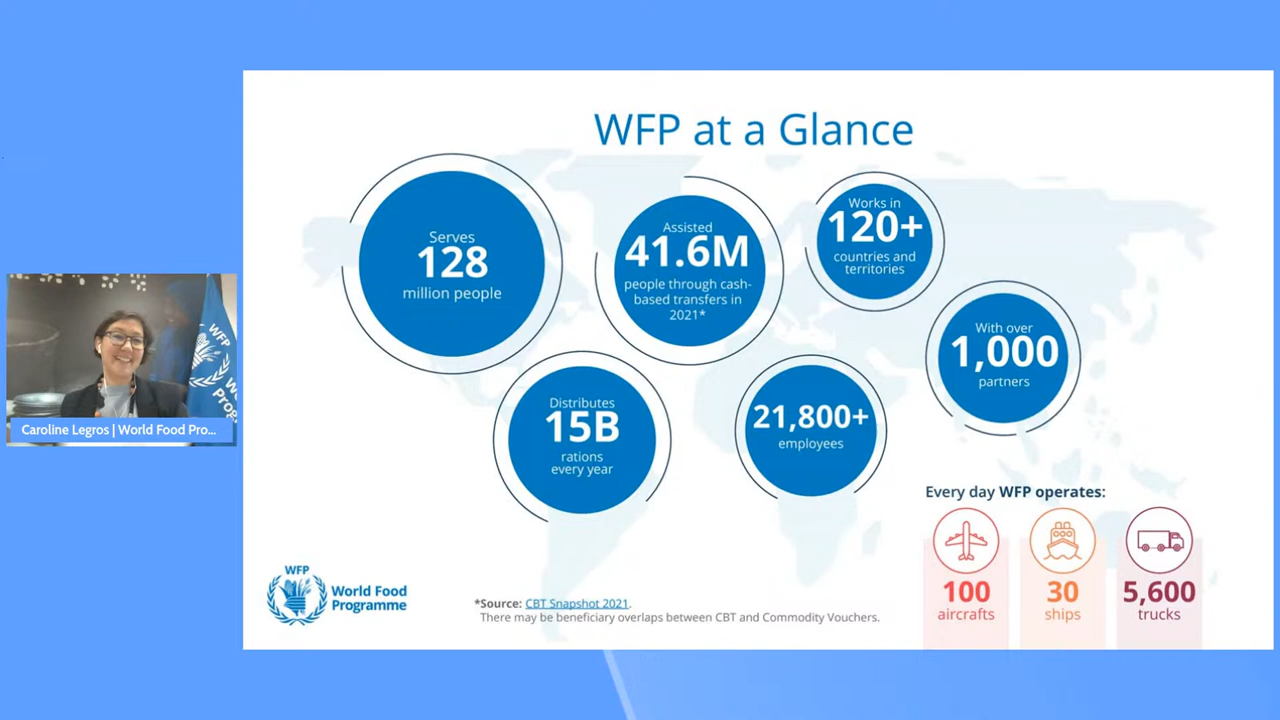 WFP at a Glance
Serves
128
million people
Assisted
41.6M
people through cash-
based transfers in
2021*
Works in
120+
countries and
territories
With over
1,000
partners
Distributes
15B
rations
every year
21,800+
employees
Every day WFP operates:
100
aircrafts
30
ships
5,600
trucks
WFP
World Food
Programme
*Source: CBT Snapshot 2021.
There may be beneficiary overlaps between CBT and Commodity Vouchers.
WFP
Caroline Legros | World Food Pro...